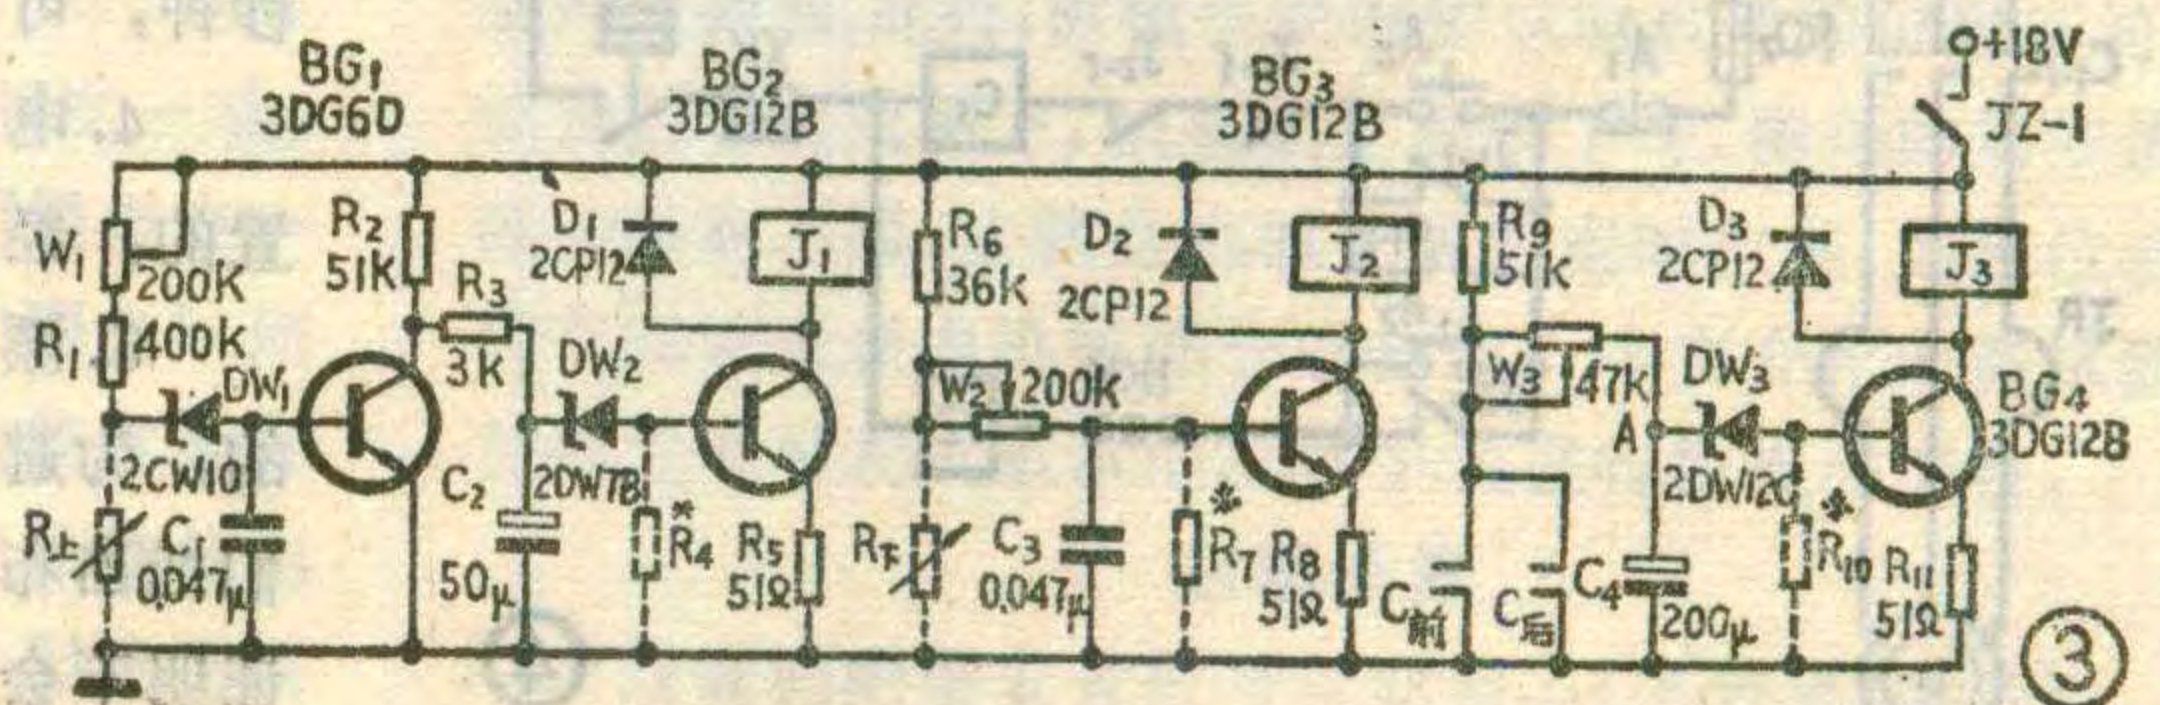 BG₁
3DG6D
BG₂
3DG12B
BG₃
3DG12B
+18V
JZ-1
W₁
200K
R₁
400K
DW₁
2CW10
R上
C₁
0.047μ
R₂
51K
R₃
3K
C₂
50μ
D₁
2CP12
J₁
DW₂
2DW7B
*
R₄
R₅
51Ω
R₆
36K
W₂
200K
R下
C₃
0.047μ
D₂
2CP12
J₂
*
R₇
R₈
51Ω
R₉
51K
W₃
47K
A
C前
C后
C₄
200μ
D₃
2CP12
J₃
DW₃
2DW12C
*
R₁₀
R₁₁
51Ω
BG₄
3DG12B
③